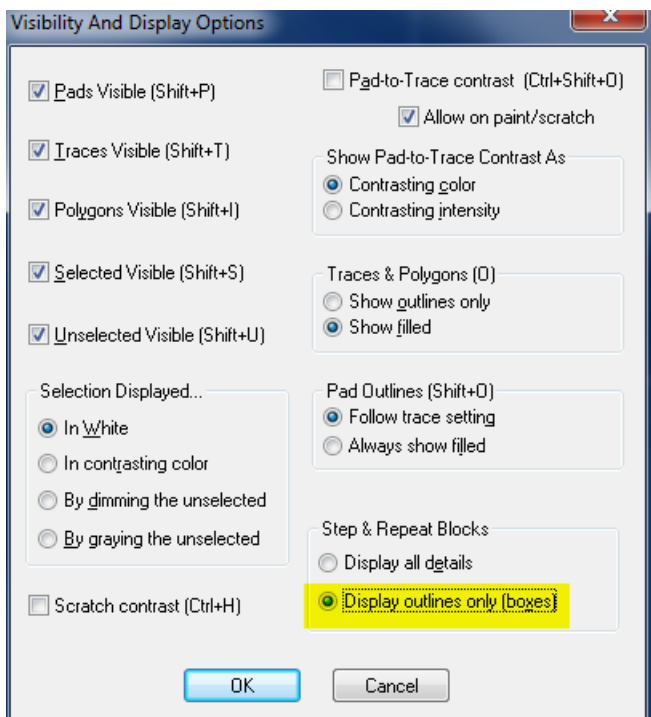 Visibility And Display Options
Pads Visible (Shift+P)
Traces Visible (Shift+T)
Polygons Visible (Shift+I)
Selected Visible (Shift+S)
Unselected Visible (Shift+U)
Selection Displayed...
In White
In contrasting color
By dimming the unselected
By graying the unselected
Scratch contrast (Ctrl+H)
Pad-to-Trace contrast (Ctrl+Shift+O)
Allow on paint/scratch
Show Pad-to-Trace Contrast As
Contrasting color
Contrasting intensity
Traces & Polygons (O)
Show outlines only
Show filled
Pad Outlines (Shift+O)
Follow trace setting
Always show filled
Step & Repeat Blocks
Display all details
Display outlines only (boxes)
OK
Cancel